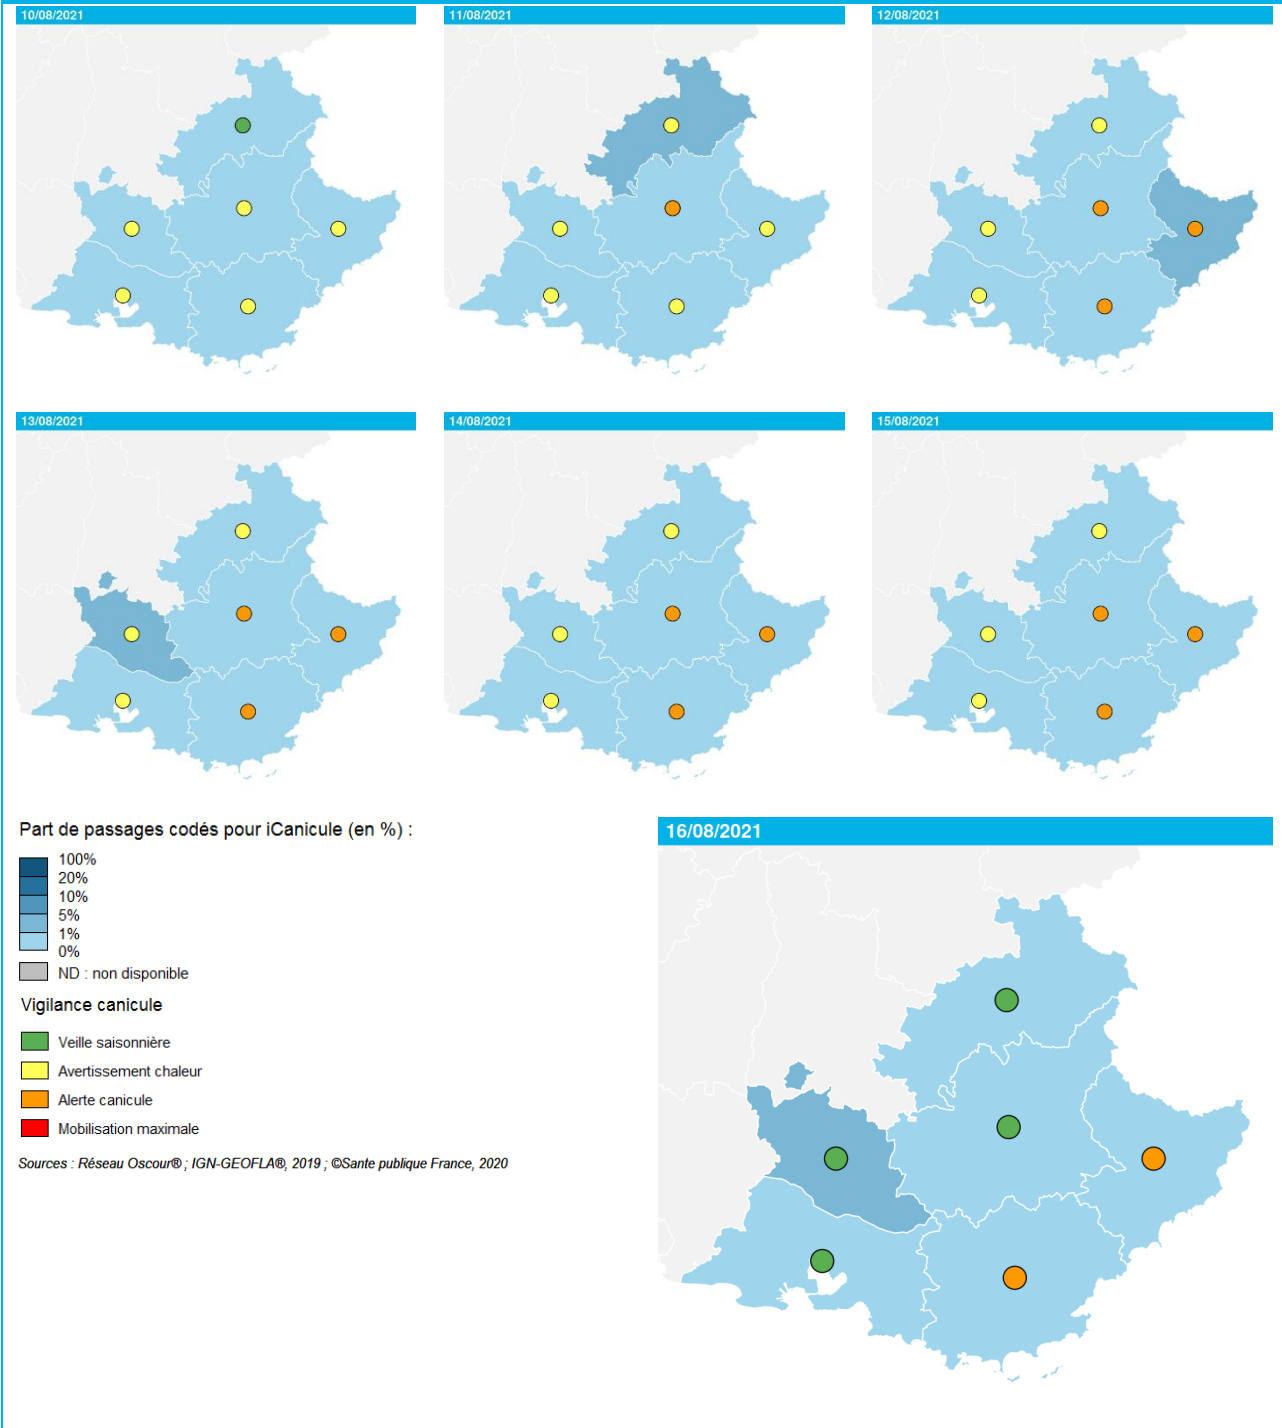 10/08/2021
11/08/2021
12/08/2021
13/08/2021
14/08/2021
15/08/2021
Part de passages codés pour iCanicule (en %) :
100%
20%
10%
5%
1%
0%
ND : non disponible
Vigilance canicule
Veille saisonnière
Avertissement chaleur
Alerte canicule
Mobilisation maximale
Sources : Réseau Oscour® ; IGN-GEOFLA®, 2019 ; ©Sante publique France, 2020
16/08/2021